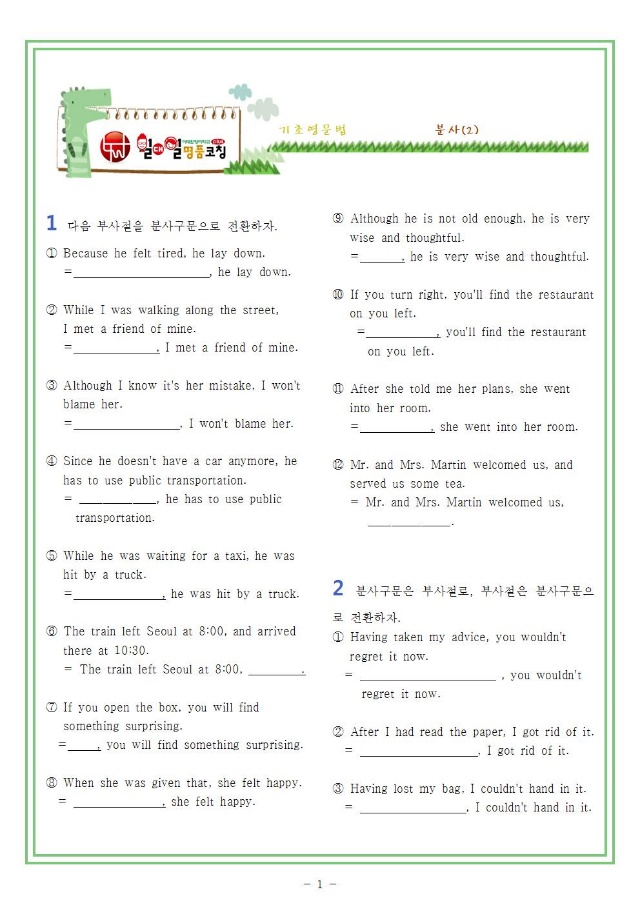 일대일
명품코칭
기초영문법 분사(2)
1 다음 부사절을 분사구문으로 전환하자.
① Because he felt tired, he lay down.
=____________________, he lay down.
② While I was walking along the street,
I met a friend of mine.
=____________, I met a friend of mine.
③ Although I know it's her mistake, I won't
blame her.
=________________, I won't blame her.
④ Since he doesn't have a car anymore, he
has to use public transportation.
= ____________, he has to use public
transportation.
⑤ While he was waiting for a taxi, he was
hit by a truck.
=_____________, he was hit by a truck.
⑥ The train left Seoul at 8:00, and arrived
there at 10:30.
= The train left Seoul at 8:00, ________.
⑦ If you open the box, you will find
something surprising.
=____, you will find something surprising.
⑧ When she was given that, she felt happy.
= _____________, she felt happy.
⑨ Although he is not old enough, he is very
wise and thoughtful.
=______, he is very wise and thoughtful.
⑩ If you turn right, you'll find the restaurant
on you left.
=__________, you'll find the restaurant
on you left.
⑪ After she told me her plans, she went
into her room.
=__________, she went into her room.
⑫ Mr. and Mrs. Martin welcomed us, and
served us some tea.
= Mr. and Mrs. Martin welcomed us,
____________.
2 분사구문은 부사절로, 부사절은 분사구문으
로 전환하자.
① Having taken my advice, you wouldn't
regret it now.
= ____________________ , you wouldn't
regret it now.
② After I had read the paper, I got rid of it.
= _________________, I got rid of it.
③ Having lost my bag, I couldn't hand in it.
= ________________, I couldn't hand in it.
- 1 -